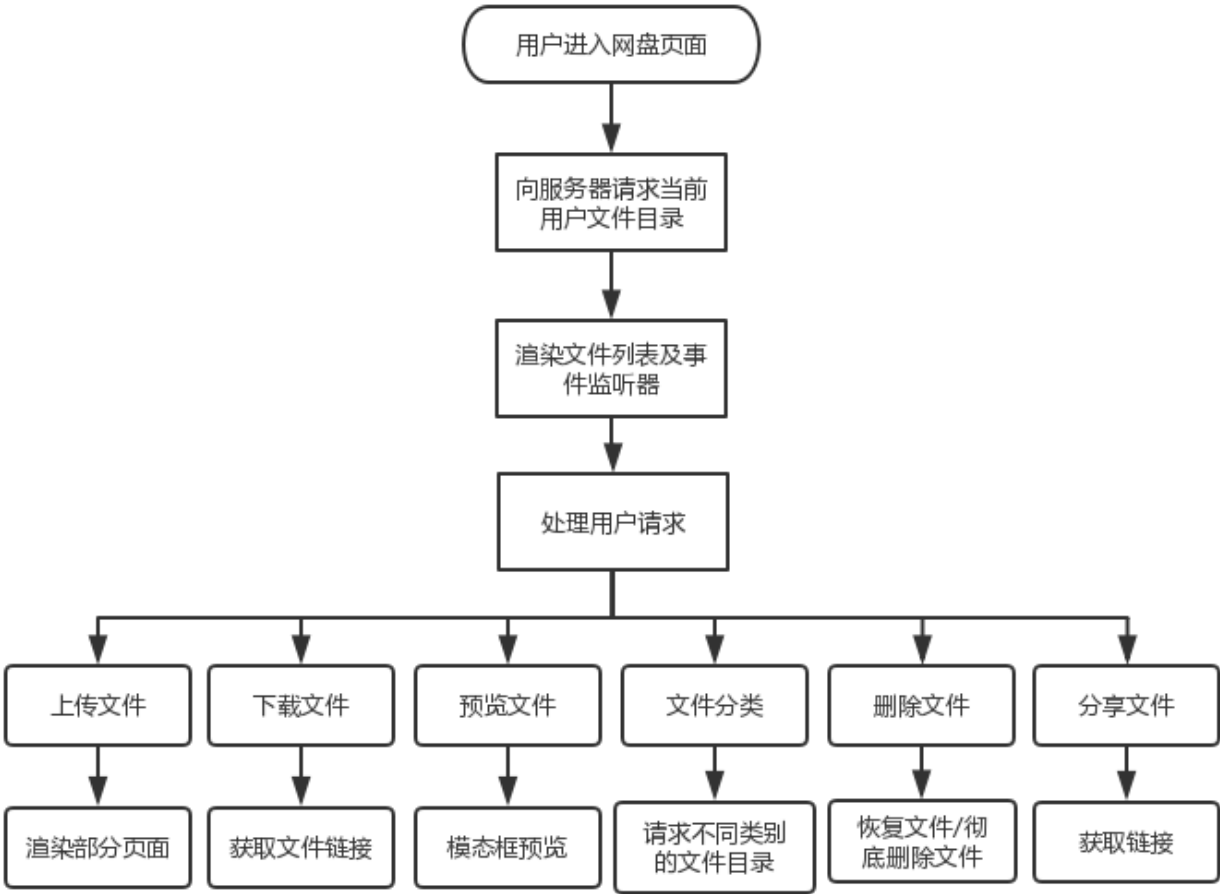 用户进入网盘页面
向服务器请求当前
用户文件目录
渲染文件列表及事
件监听器
处理用户请求
上传文件
下载文件
预览文件
文件分类
删除文件
分享文件
渲染部分页面
获取文件链接
模态框预览
请求不同类别
的文件目录
恢复文件/彻
底删除文件
获取链接